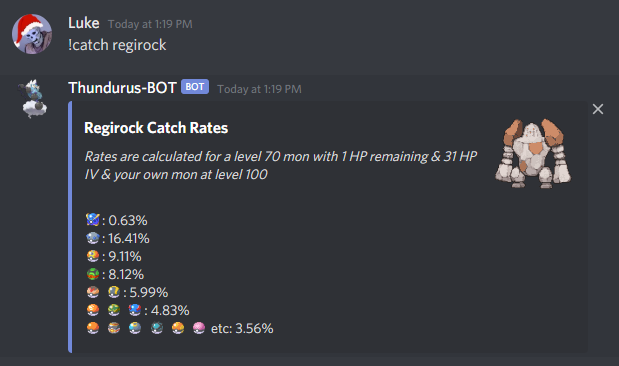 Luke Today at 1:19 PM
!catch regirock
Thundurus-BOT BOT Today at 1:19 PM
Regirock Catch Rates
Rates are calculated for a level 70 mon with 1 HP remaining & 31 HP
IV & your own mon at level 100
: 0.63%
: 16.41%
: 9.11%
: 8.12%
: 5.99%
: 4.83%
etc: 3.56%